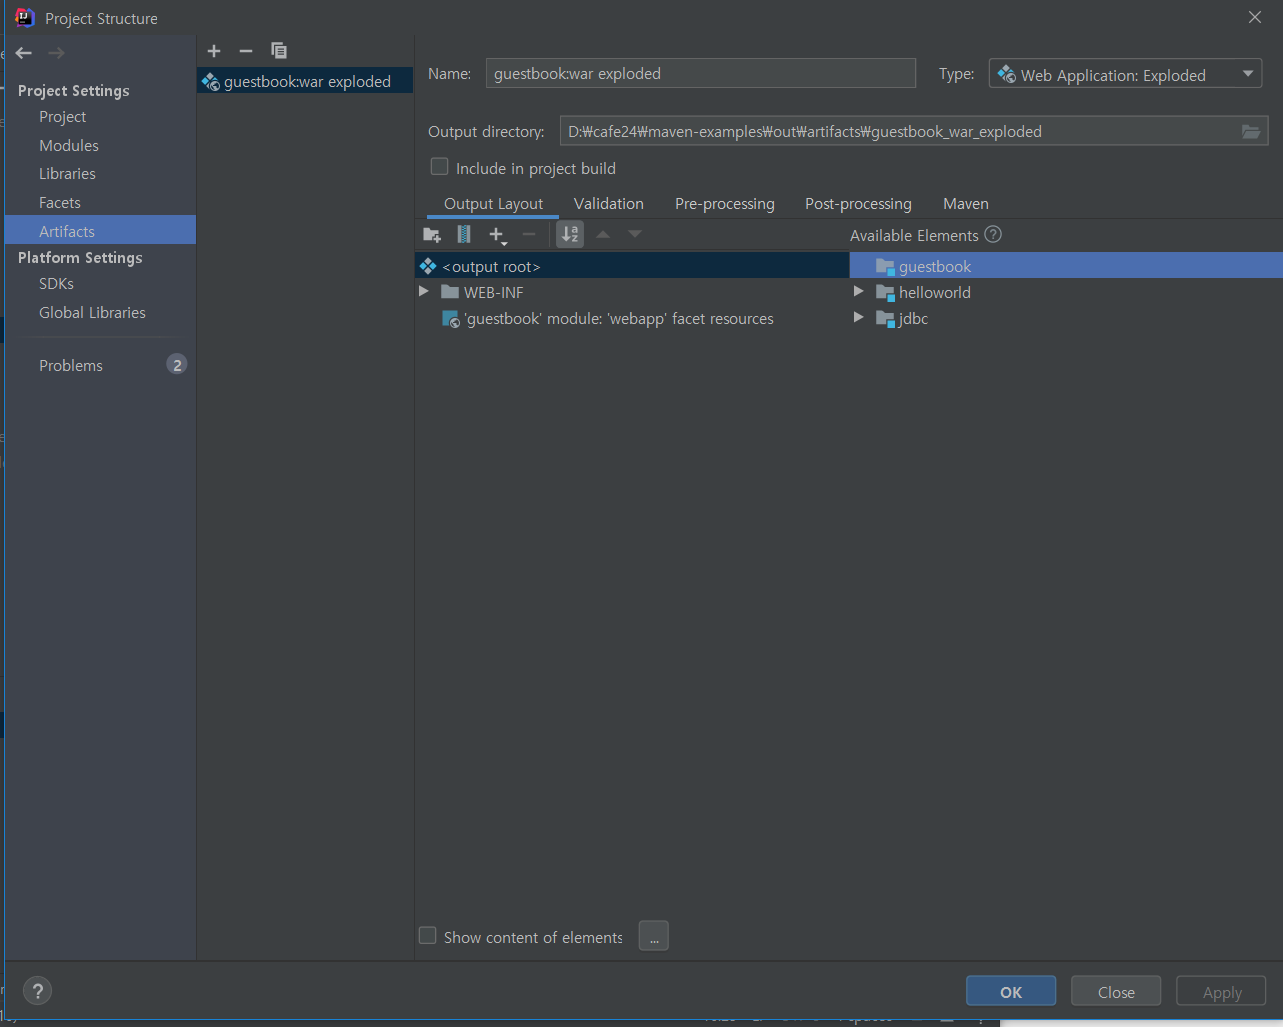 Project Structure
Project Settings
Project
Modules
Libraries
Facets
Artifacts
Platform Settings
SDKs
Global Libraries
Problems 2
guestbook:war exploded
Name: guestbook:war exploded Type: Web Application: Exploded
Output directory: D:₩cafe24₩maven-examples₩out₩artifacts₩guestbook_war_exploded
Include in project build
Output Layout Validation Pre-processing Post-processing Maven
Available Elements ?
<output root> guestbook
WEB-INF helloworld
'guestbook' module: 'webapp' facet resources jdbc
Show content of elements ...
? OK Close Apply